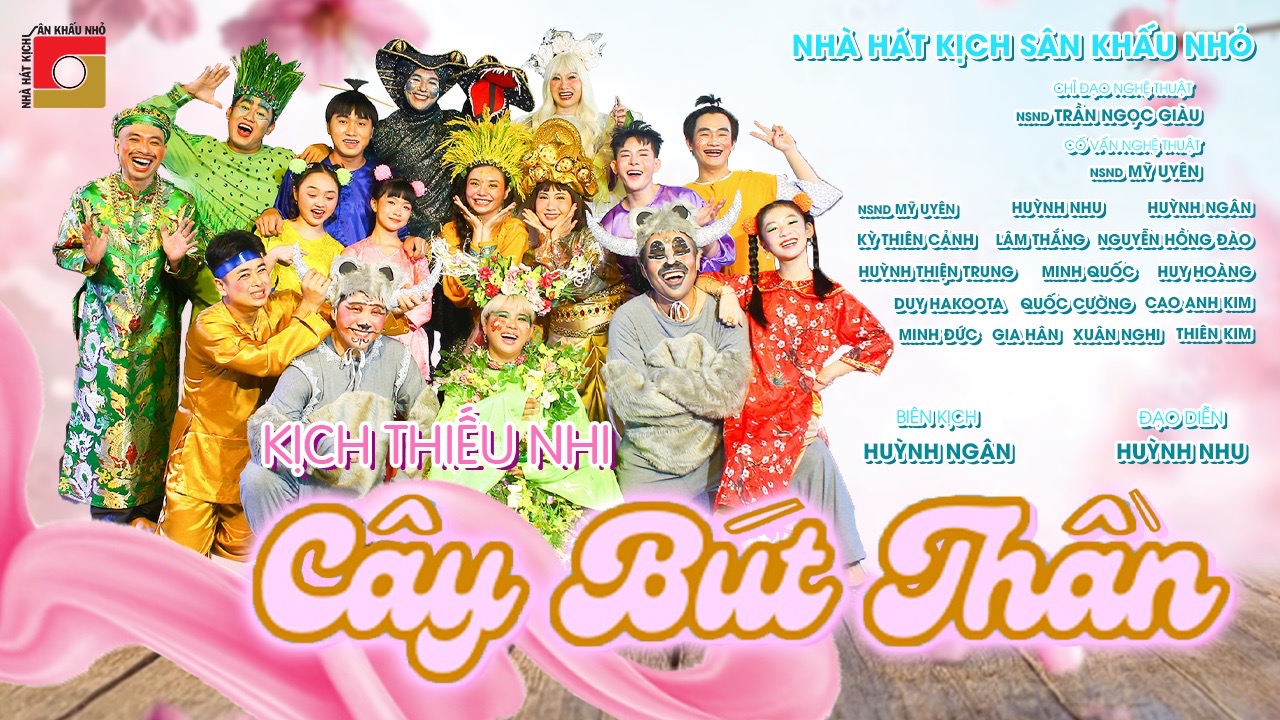 SÂN KHẤU NHỎ
NHÀ HÁT KỊCH
NHÀ HÁT KỊCH SÂN KHẤU NHỎ
CHỈ ĐẠO NGHỆ THUẬT
NSND TRẦN NGỌC GIÀU
CỐ VẤN NGHỆ THUẬT
NSND MỸ UYÊN
NSND MỸ UYÊN HUỲNH NHU HUỲNH NGÂN
KỲ THIÊN CẢNH LÂM THẮNG NGUYỄN HỒNG ĐÀO
HUỲNH THIỆN TRUNG MINH QUỐC HUY HOÀNG
DUY HAKOOTA QUỐC CƯỜNG CAO ANH KIM
MINH ĐỨC GIA HÂN XUÂN NGHI THIÊN KIM
BIÊN KỊCH ĐẠO DIỄN
HUỲNH NGÂN HUỲNH NHU
KỊCH THIẾU NHI
Cây Bút Thần